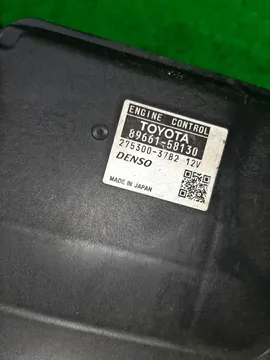 ENGINE CONTROL
TOYOTA
89661-58130
275300-37B2 12V
DENSO
MADE IN JAPAN